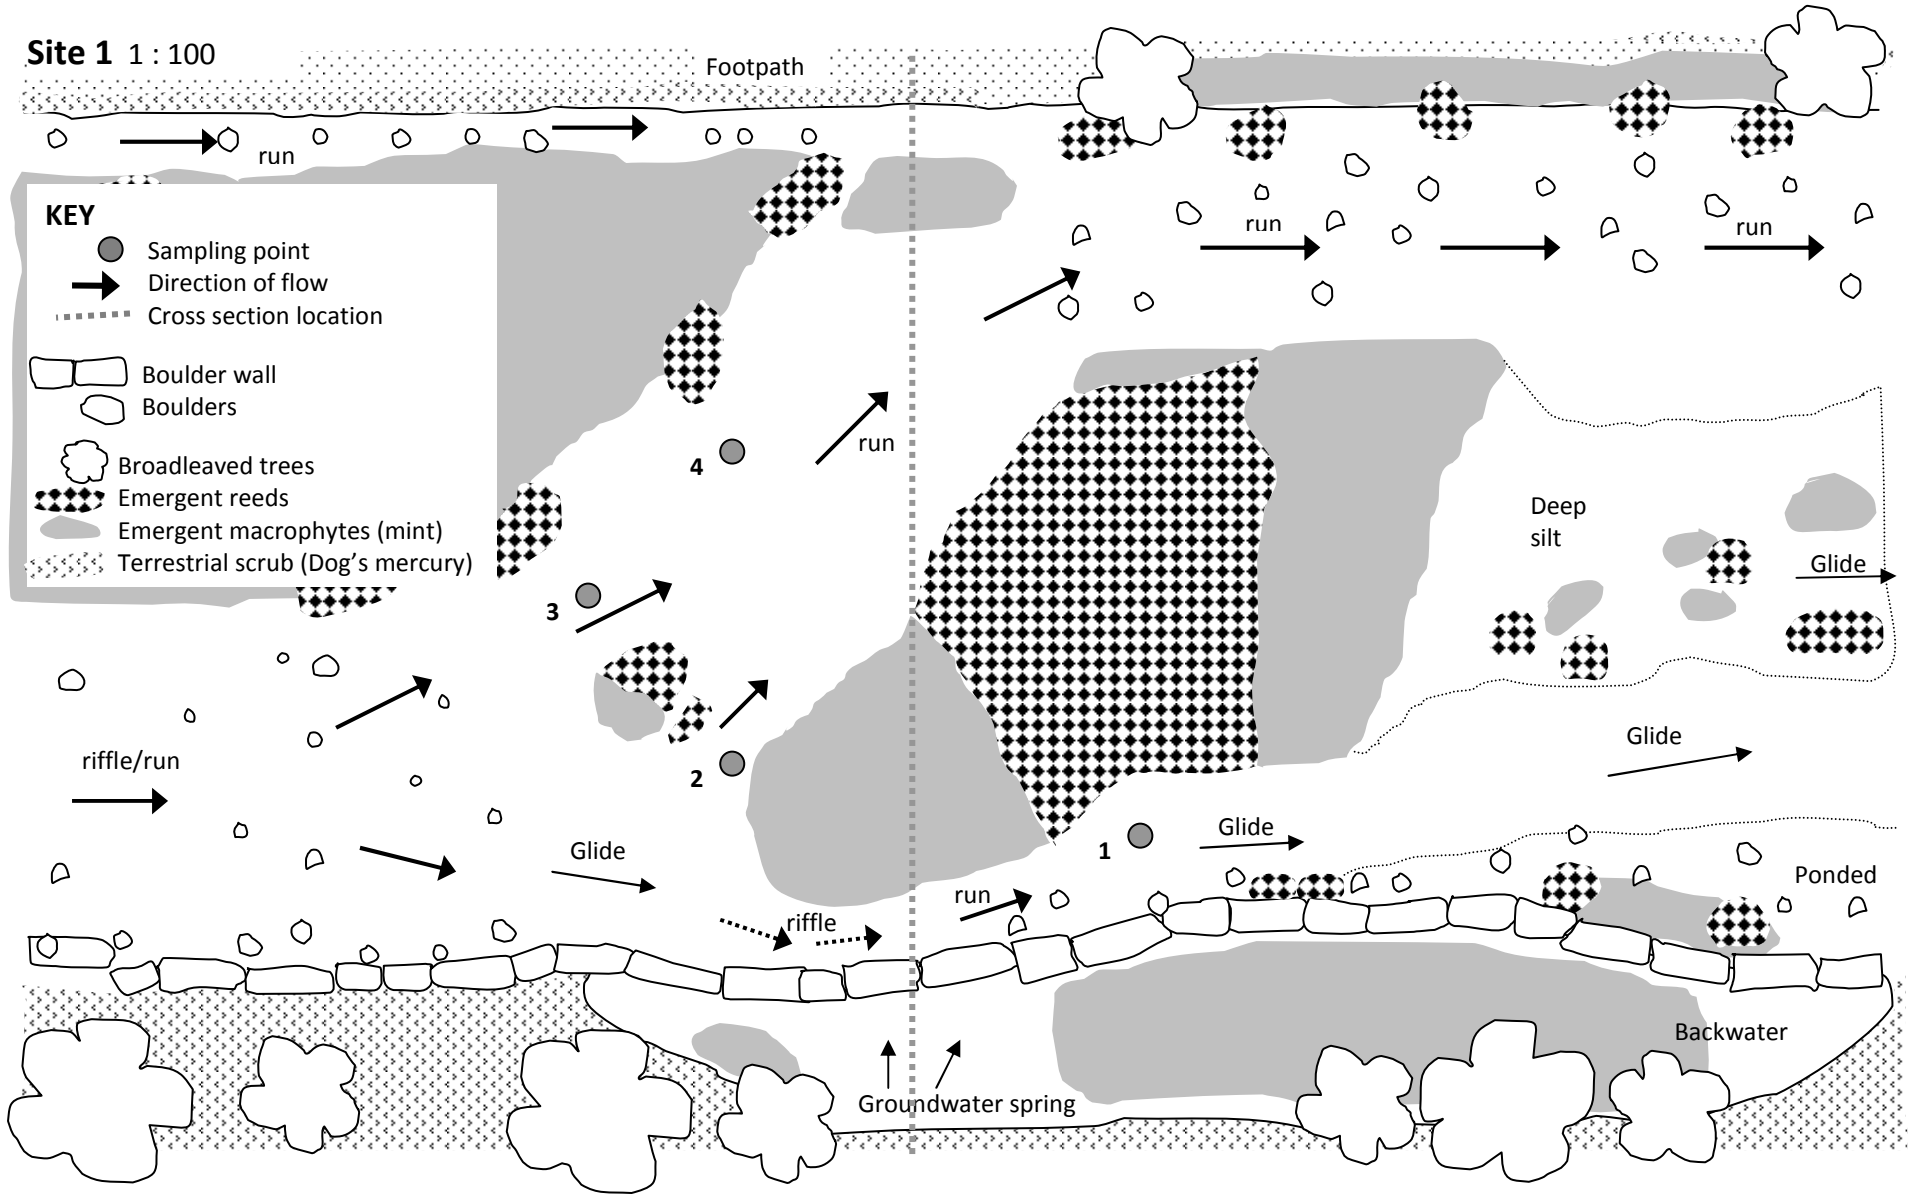 Site 1 1 : 100
Footpath
run
KEY
Sampling point
Direction of flow
Cross section location
Boulder wall
Boulders
Broadleaved trees
Emergent reeds
Emergent macrophytes (mint)
Terrestrial scrub (Dog's mercury)
run
run
4
run
Deep
silt
Glide
3
2
riffle/run
Glide
Glide
1
Glide
run
riffle
Ponded
Backwater
Groundwater spring